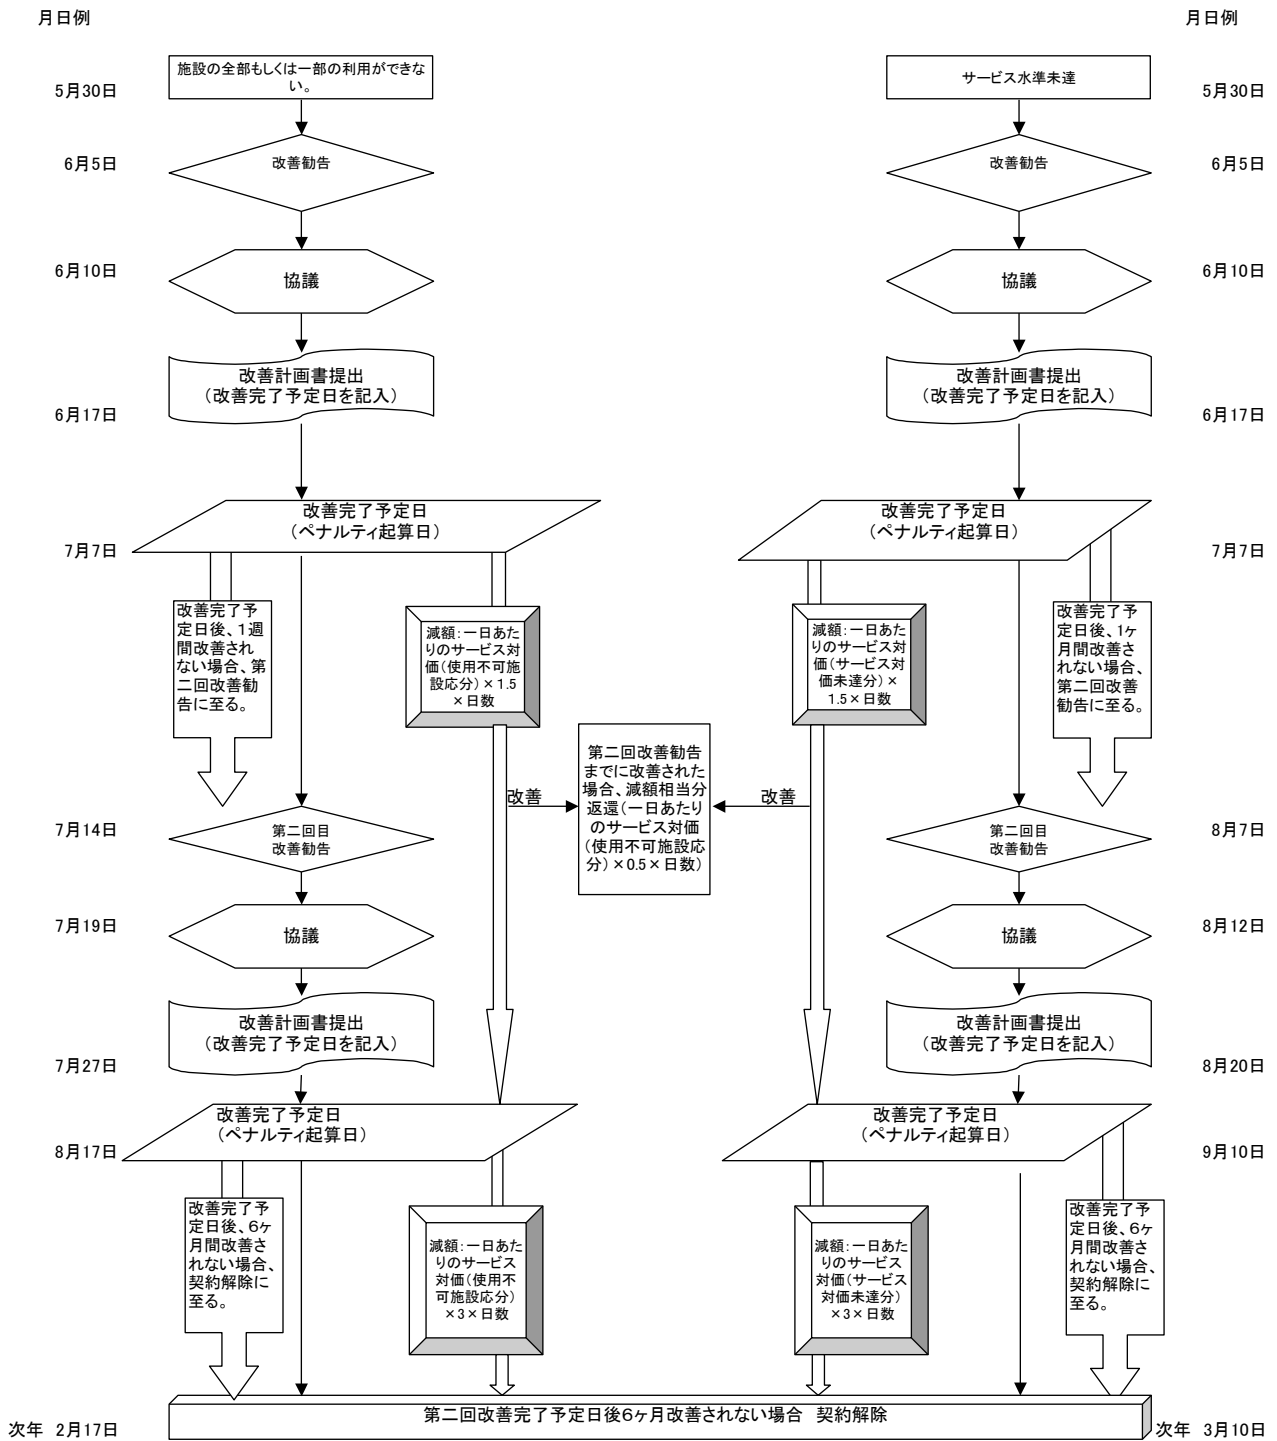 月日例
月日例
施設の全部もしくは一部の利用ができな
い。
5月30日
サービス水準未達
5月30日
6月5日
改善勧告
改善勧告
6月5日
6月10日
協議
協議
6月10日
改善計画書提出
（改善完了予定日を記入）
6月17日
改善計画書提出
（改善完了予定日を記入）
6月17日
改善完了予定日
（ペナルティ起算日）
7月7日
改善完了予定日
（ペナルティ起算日）
7月7日
改善完了予
定日後、1週
間改善され
ない場合、第
二回改善勧
告に至る。
減額：一日あた
りのサービス対
価（使用不可施
設応分）×1.5
×日数
減額：一日あた
りのサービス対
価（サービス対
価未達分）×
1.5×日数
改善完了予
定日後、1ヶ
月間改善さ
れない場合、
第二回改善
勧告に至る。
改善
第二回改善勧告
までに改善された
場合、減額相当分
返還（一日あたり
のサービス対価
（使用不可施設応
分）×0.5×日数）
改善
7月14日
第二回目
改善勧告
第二回目
改善勧告
8月7日
7月19日
協議
協議
8月12日
改善計画書提出
（改善完了予定日を記入）
7月27日
改善計画書提出
（改善完了予定日を記入）
8月20日
改善完了予定日
（ペナルティ起算日）
8月17日
改善完了予定日
（ペナルティ起算日）
9月10日
改善完了予
定日後、6ヶ
月間改善さ
れない場合、
契約解除に
至る。
減額：一日あた
りのサービス
対価（使用不
可施設応分）
×3×日数
減額：一日あた
りのサービス
対価（サービス
対価未達分）
×3×日数
改善完了予
定日後、6ヶ
月間改善さ
れない場合、
契約解除に
至る。
第二回改善完了予定日後6ヶ月改善されない場合　契約解除
次年　2月17日
次年　3月10日